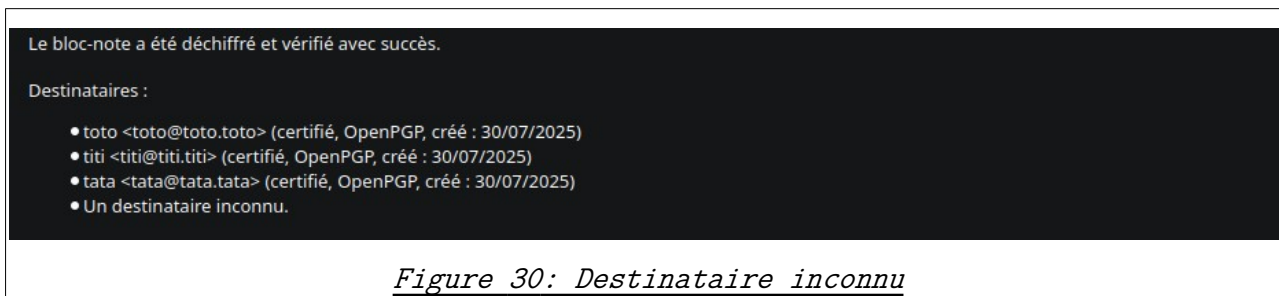 Le bloc-note a été déchiffré et vérifié avec succès.
Destinataires :
• toto <toto@toto.toto> (certifié, OpenPGP, créé : 30/07/2025)
• titi <titi@titi.titi> (certifié, OpenPGP, créé : 30/07/2025)
• tata <tata@tata.tata> (certifié, OpenPGP, créé : 30/07/2025)
• Un destinataire inconnu.
Figure 30: Destinataire inconnu